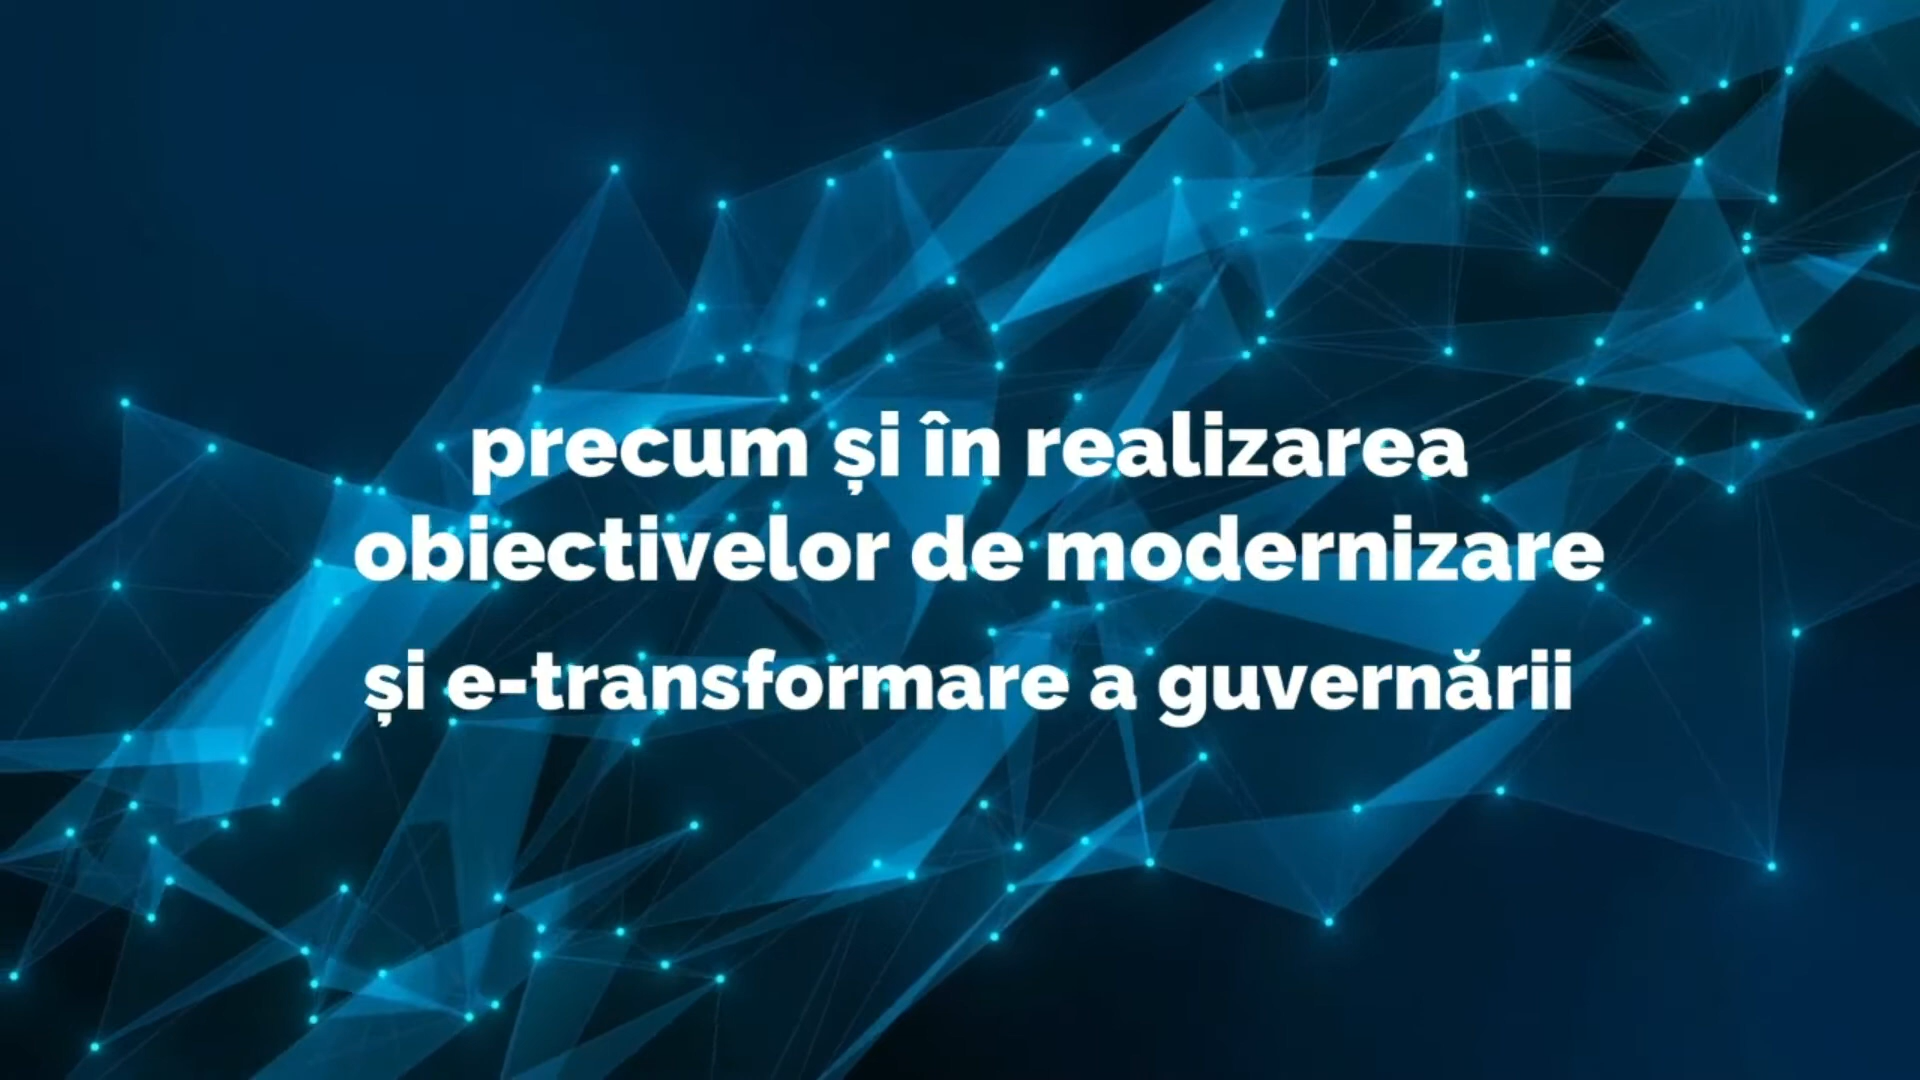 precum și în realizarea
obiectivelor de modernizare
și e-transformare a guvernării